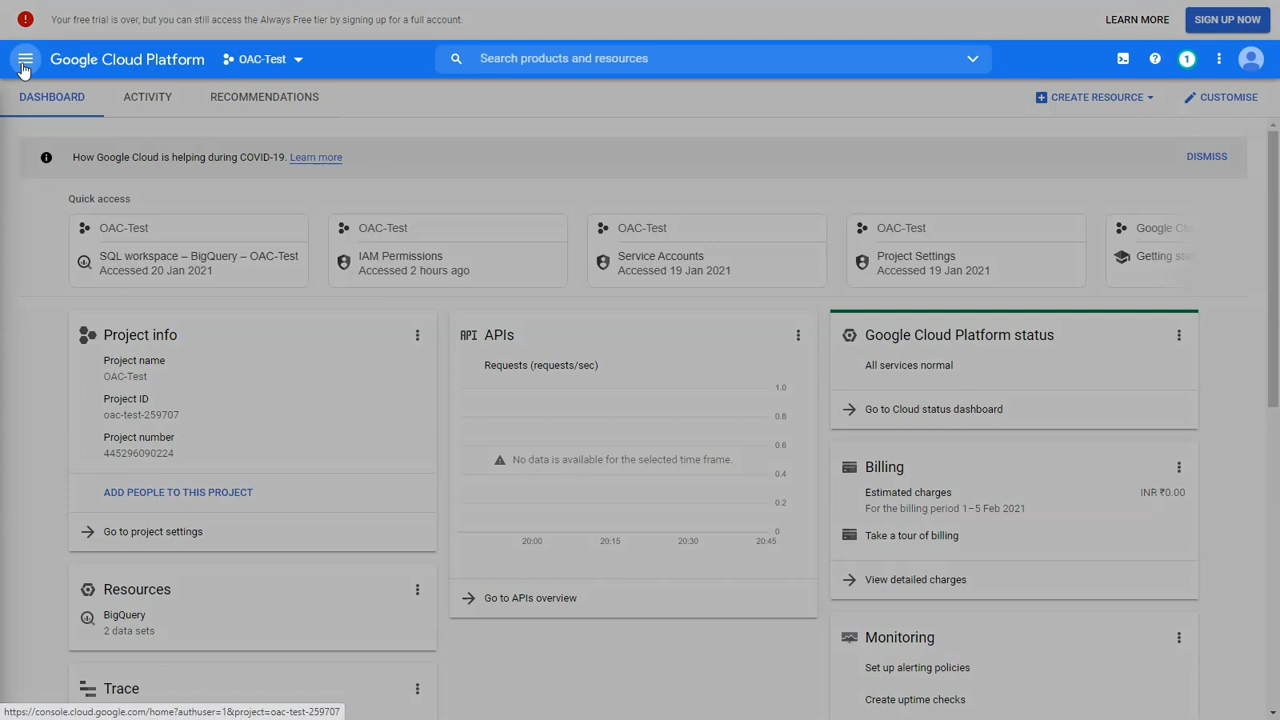 Your free trial is over, but you can still access the Always Free tier by signing up for a full account.
LEARN MORE
SIGN UP NOW
Google Cloud Platform
OAC-Test
Search products and resources
1
DASHBOARD
ACTIVITY
RECOMMENDATIONS
CREATE RESOURCE
CUSTOMISE
How Google Cloud is helping during COVID-19. Learn more
DISMISS
Quick access
OAC-Test
SQL workspace – BigQuery – OAC-Test
Accessed 20 Jan 2021
OAC-Test
IAM Permissions
Accessed 2 hours ago
OAC-Test
Service Accounts
Accessed 19 Jan 2021
OAC-Test
Project Settings
Accessed 19 Jan 2021
Google Clo
Getting sta
Project info
Project name
OAC-Test
Project ID
oac-test-259707
Project number
445296090224
ADD PEOPLE TO THIS PROJECT
Go to project settings
Resources
BigQuery
2 data sets
Trace
API APIs
Requests (requests/sec)
1.0
0.8
0.6
No data is available for the selected time frame.
0.4
0.2
0
20:00
20:15
20:30
20:45
Go to APIs overview
Google Cloud Platform status
All services normal
Go to Cloud status dashboard
Billing
Estimated charges
INR ₹0.00
For the billing period 1–5 Feb 2021
Take a tour of billing
View detailed charges
Monitoring
Set up alerting policies
Create uptime checks
https://console.cloud.google.com/home?authuser=1&project=oac-test-259707